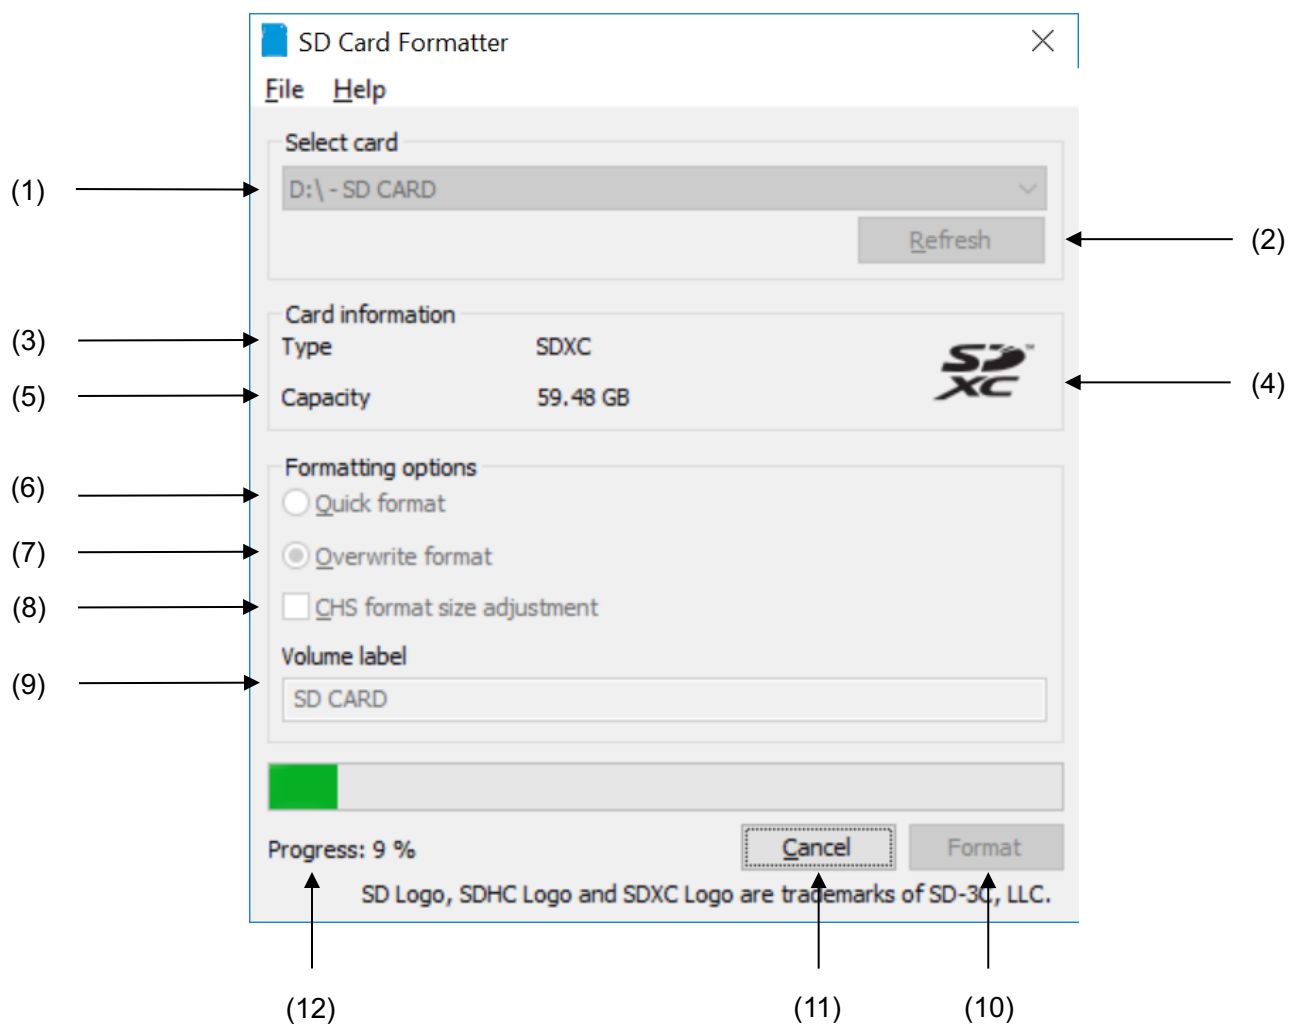 SD Card Formatter
File Help
Select card
(1) D:\ - SD CARD
Refresh (2)
Card information
(3) Type SDXC
SD XC ™ (4)
(5) Capacity 59.48 GB
Formatting options
(6) Quick format
(7) Overwrite format
(8) CHS format size adjustment
Volume label
(9) SD CARD
Progress: 9 % Cancel Format
SD Logo, SDHC Logo and SDXC Logo are trademarks of SD-3C, LLC.
(12) (11) (10)